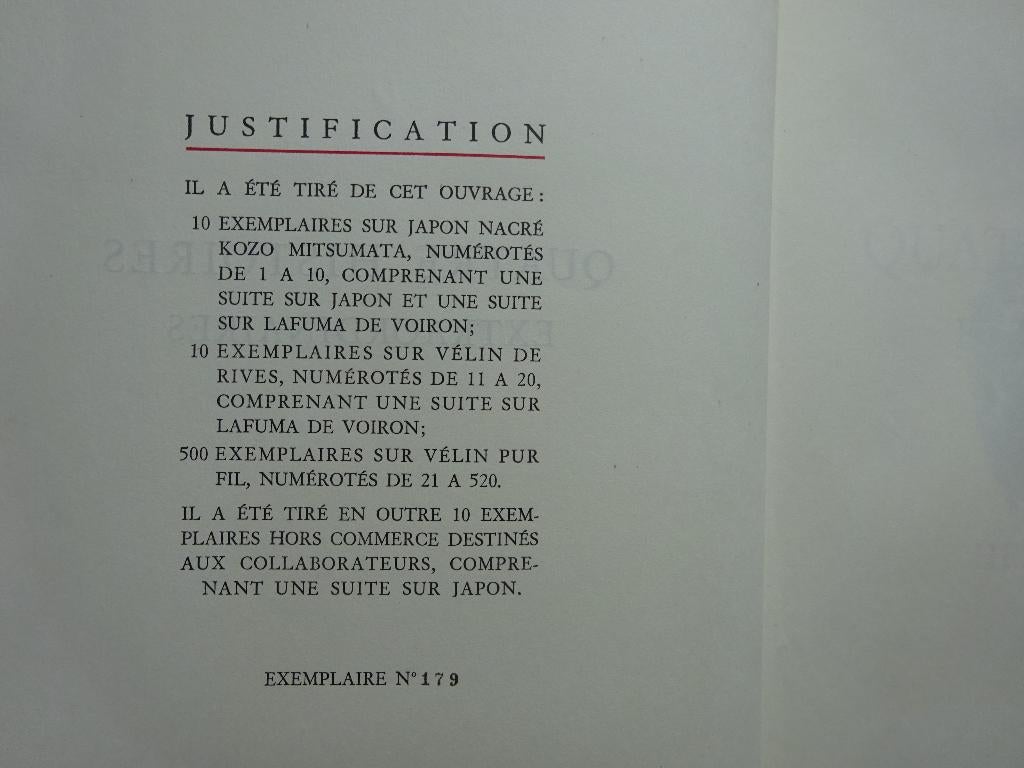 JUSTIFICATION
IL A ÉTÉ TIRÉ DE CET OUVRAGE :
10 EXEMPLAIRES SUR JAPON NACRÉ
KOZO MITSUMATA, NUMÉROTÉS
DE 1 A 10, COMPRENANT UNE
SUITE SUR JAPON ET UNE SUITE
SUR LAFUMA DE VOIRON;
10 EXEMPLAIRES SUR VÉLIN DE
RIVES, NUMÉROTÉS DE 11 A 20,
COMPRENANT UNE SUITE SUR
LAFUMA DE VOIRON;
500 EXEMPLAIRES SUR VÉLIN PUR
FIL, NUMÉROTÉS DE 21 A 520.
IL A ÉTÉ TIRÉ EN OUTRE 10 EXEM-
PLAIRES HORS COMMERCE DESTINÉS
AUX COLLABORATEURS, COMPRE-
NANT UNE SUITE SUR JAPON.
EXEMPLAIRE N° 179